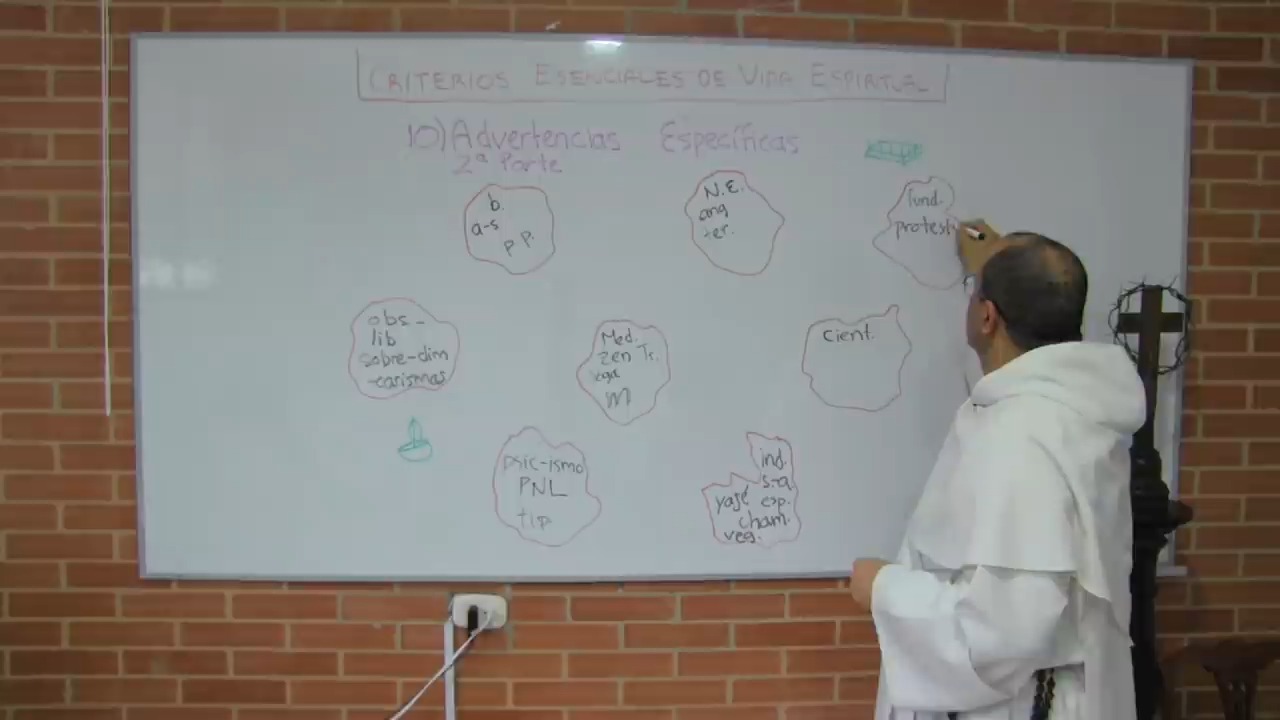 CRITERIOS ESENCIALES DE VIDA ESPIRTUAL
10) Advertencias Específicas
2ª Parte
b.
a-s
p p.
N.E.
ang
ter.
fund.
protest
obs-
lib
sobre-dim
-carismas
Med.
Zen Tr.
yoga
M
Cient.
psic-ismo
PNL
tip
ind.
s-a
yajé esp.
cham.
veg.